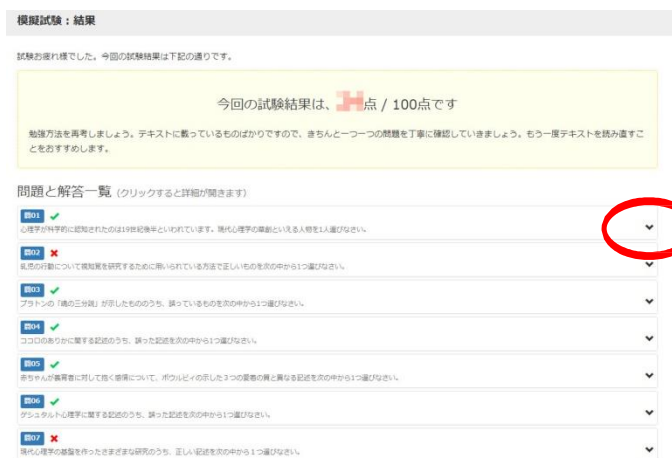 模擬試験：結果
試験お疲れ様でした。今回の試験結果は下記の通りです。
今回の試験結果は、点 / 100点です
勉強方法を再考しましょう。テキストに載っているものばかりですので、きちんと一つ一つの問題を丁寧に確認していきましょう。もう一度テキストを読み直すこ
とをおすすめします。
問題と解答一覧 (クリックすると詳細が開きます)
問01
心理学が科学的に認知されたのは19世紀後半といわれています。現代心理学の草創といえる人物を1人選びなさい。
問02
乳児の行動について視知覚を研究するために用いられている方法で正しいものを次の中から1つ選びなさい。
問03
プラトンの「魂の三分説」が示したもののうち、誤っているものを次の中から1つ選びなさい。
問04
ココロのありかに関する記述のうち、誤った記述を次の中から1つ選びなさい。
問05
赤ちゃんが養育者に対して抱く感情について、ボウルビィの示した3つの愛着の質と異なる記述を次の中から1つ選びなさい。
問06
ゲシュタルト心理学に関する記述のうち、誤った記述を次の中から1つ選びなさい。
問07
現代心理学の基盤を作ったさまざまな研究のうち、正しい記述を次の中から１つ選びなさい。